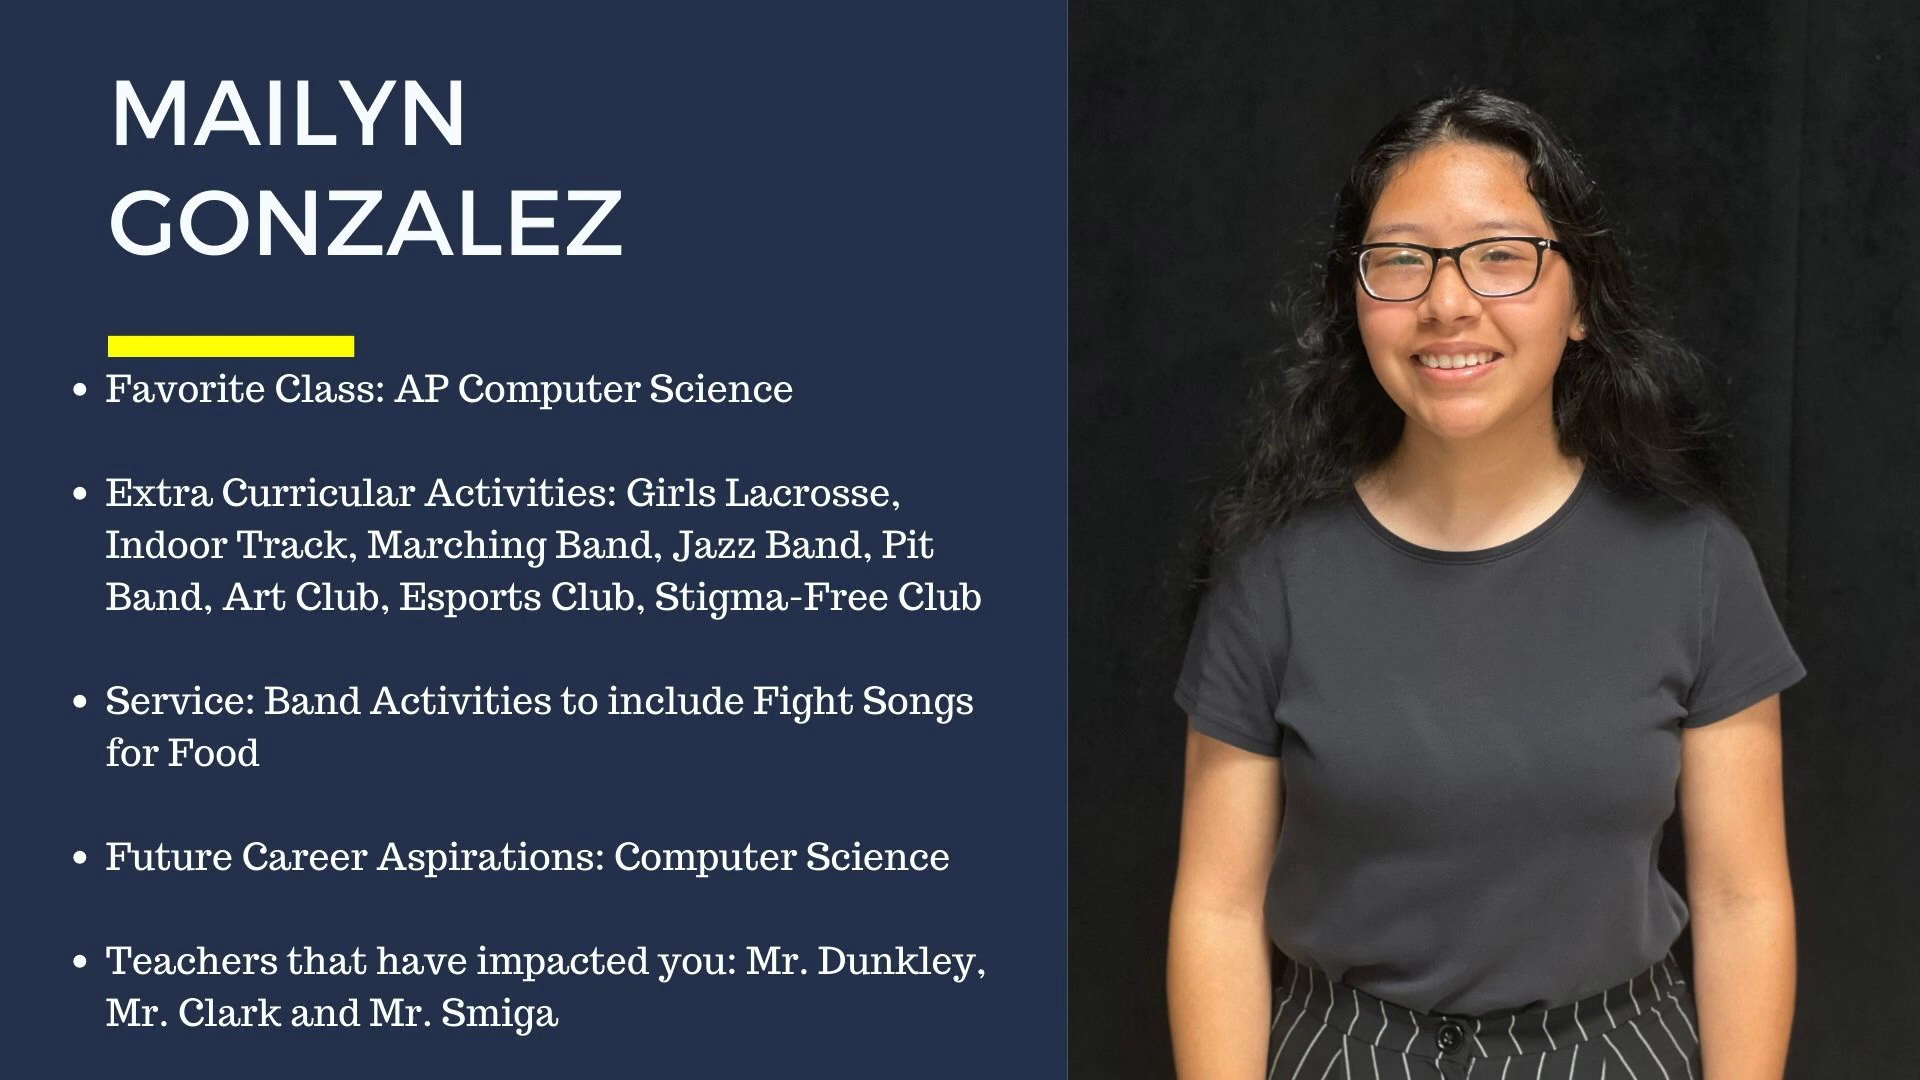 MAILYN
GONZALEZ
• Favorite Class: AP Computer Science
• Extra Curricular Activities: Girls Lacrosse,
Indoor Track, Marching Band, Jazz Band, Pit
Band, Art Club, Esports Club, Stigma-Free Club
• Service: Band Activities to include Fight Songs
for Food
• Future Career Aspirations: Computer Science
• Teachers that have impacted you: Mr. Dunkley,
Mr. Clark and Mr. Smiga